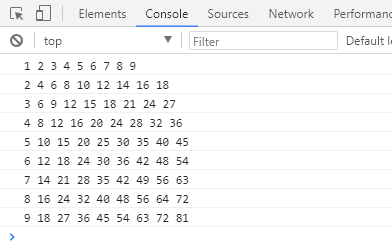 Elements Console Sources Network Performanc
top Filter Default le
1 2 3 4 5 6 7 8 9
2 4 6 8 10 12 14 16 18
3 6 9 12 15 18 21 24 27
4 8 12 16 20 24 28 32 36
5 10 15 20 25 30 35 40 45
6 12 18 24 30 36 42 48 54
7 14 21 28 35 42 49 56 63
8 16 24 32 40 48 56 64 72
9 18 27 36 45 54 63 72 81